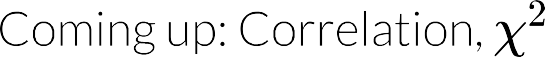 Coming up: Correlation, χ²